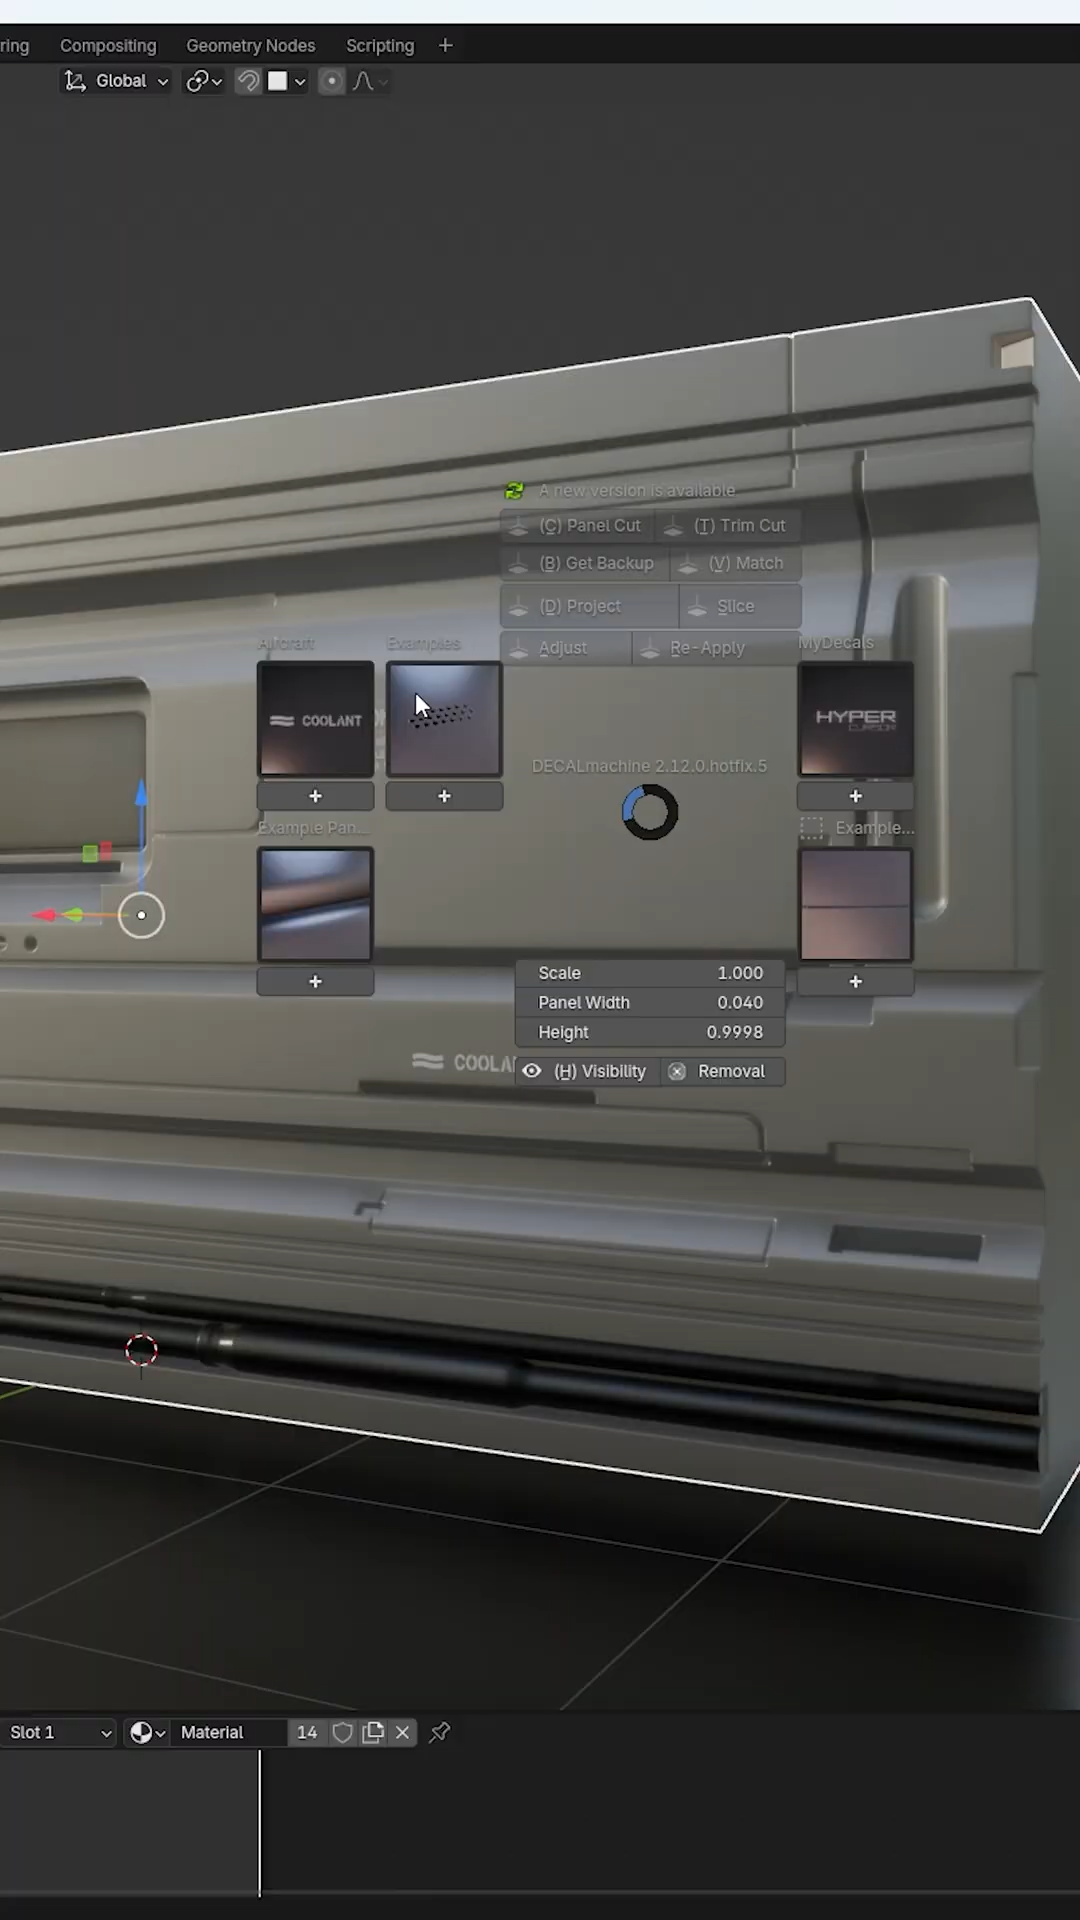 ring Compositing Geometry Nodes Scripting +
Global
A new version is available
(C) Panel Cut (T) Trim Cut
(B) Get Backup (V) Match
(D) Project Slice
Adjust Re-Apply
Aircraft Examples MyDecals
COOLANT
HYPER
CURSOR
DECALmachine 2.12.0.hotfix.5
+ + +
Example Pan... Example...
+ +
Scale 1.000
Panel Width 0.040
Height 0.9998
COOLA
(H) Visibility Removal
Slot 1 Material 14